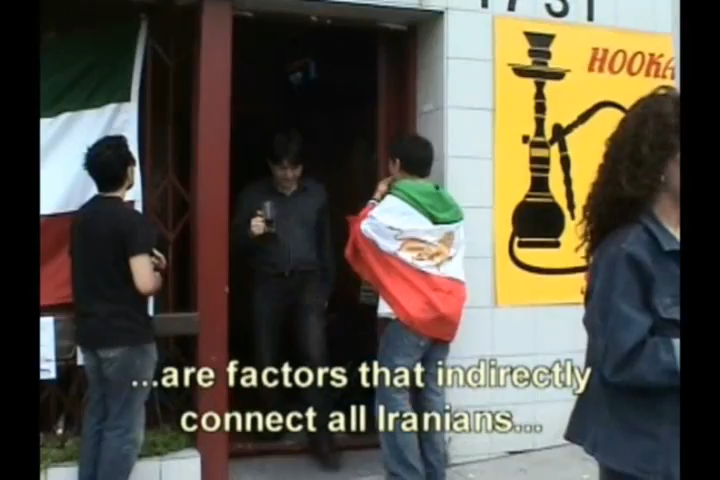 1731
HOOKA
...are factors that indirectly
connect all Iranians...